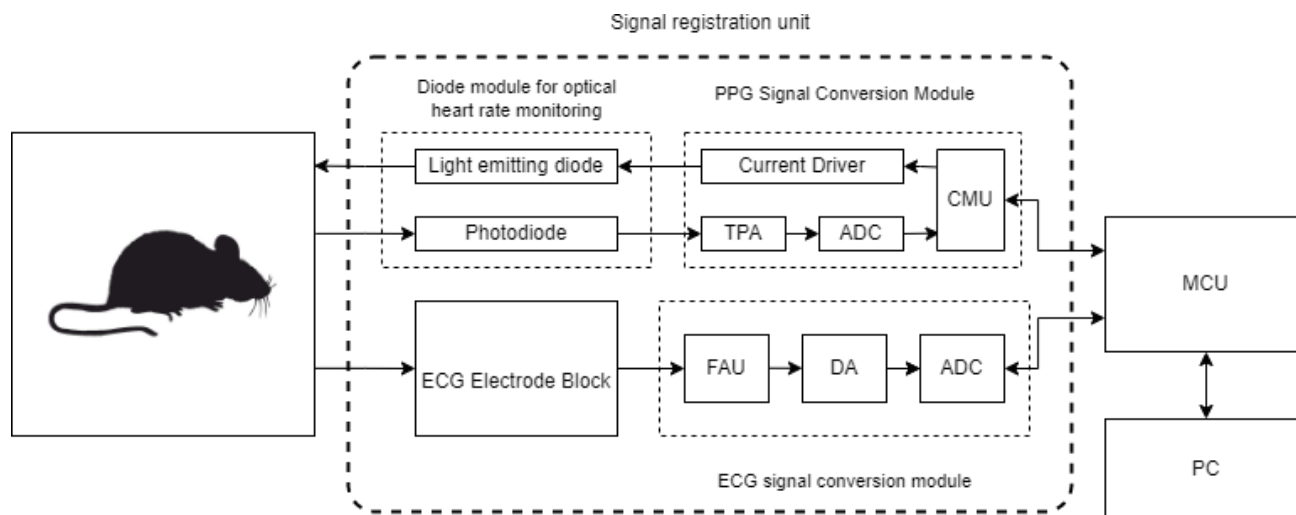 Signal registration unit
Diode module for optical
heart rate monitoring
PPG Signal Conversion Module
Light emitting diode
Current Driver
CMU
Photodiode
TPA
ADC
MCU
ECG Electrode Block
FAU
DA
ADC
PC
ECG signal conversion module